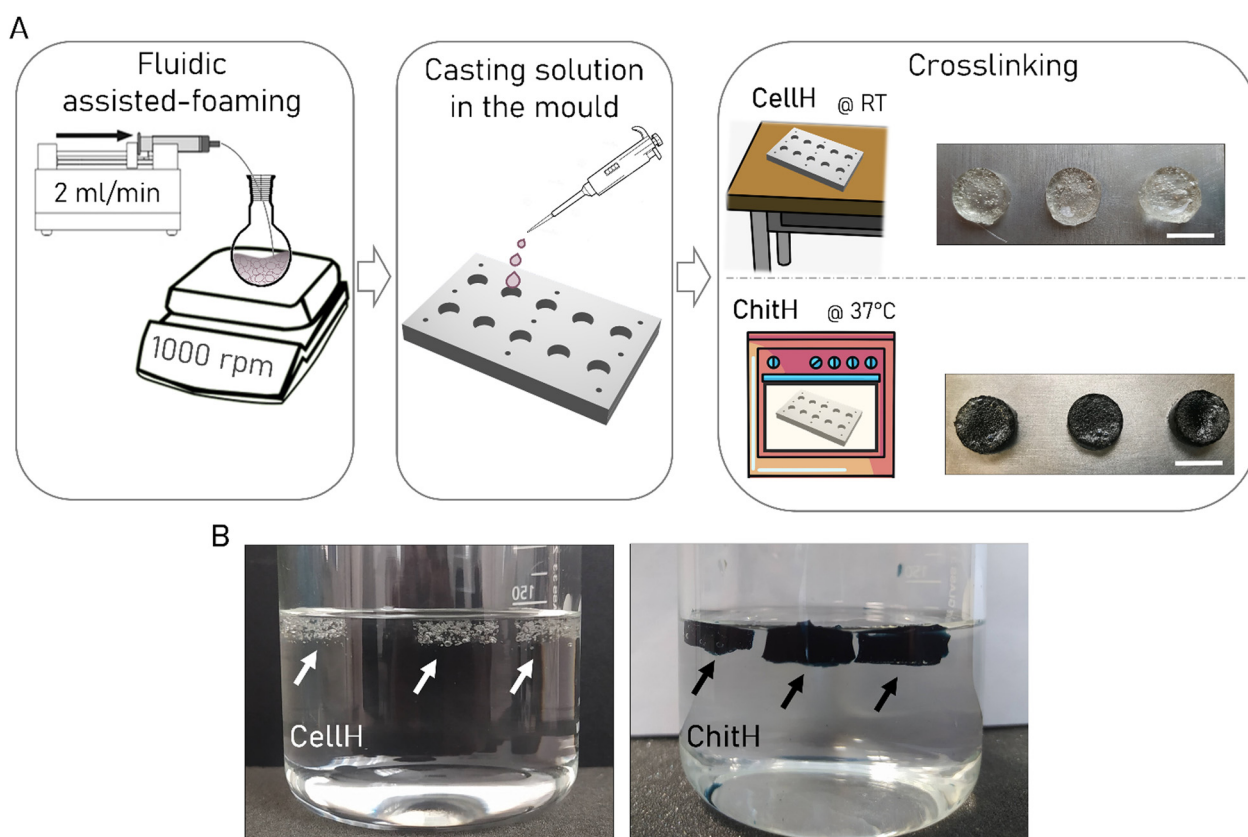 A
Fluidic
assisted-foaming
2 ml/min
1000 rpm
Casting solution
in the mould
Crosslinking
CellH @ RT
ChitH @ 37°C
B
150
CellH
ChitH